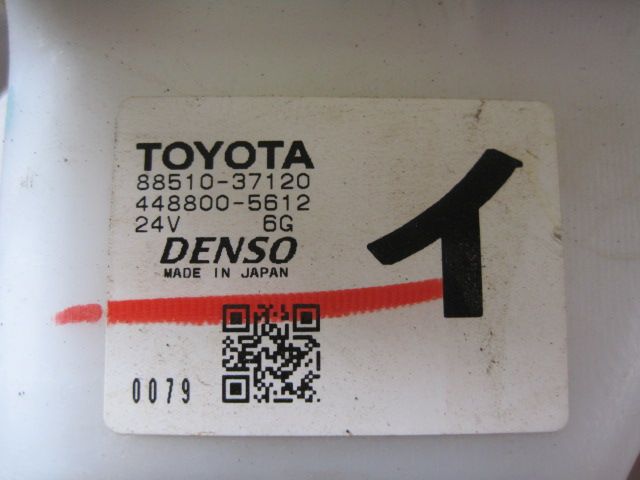 TOYOTA
88510-37120
448800-5612
24V 6G
DENSO
MADE IN JAPAN
イ
0079